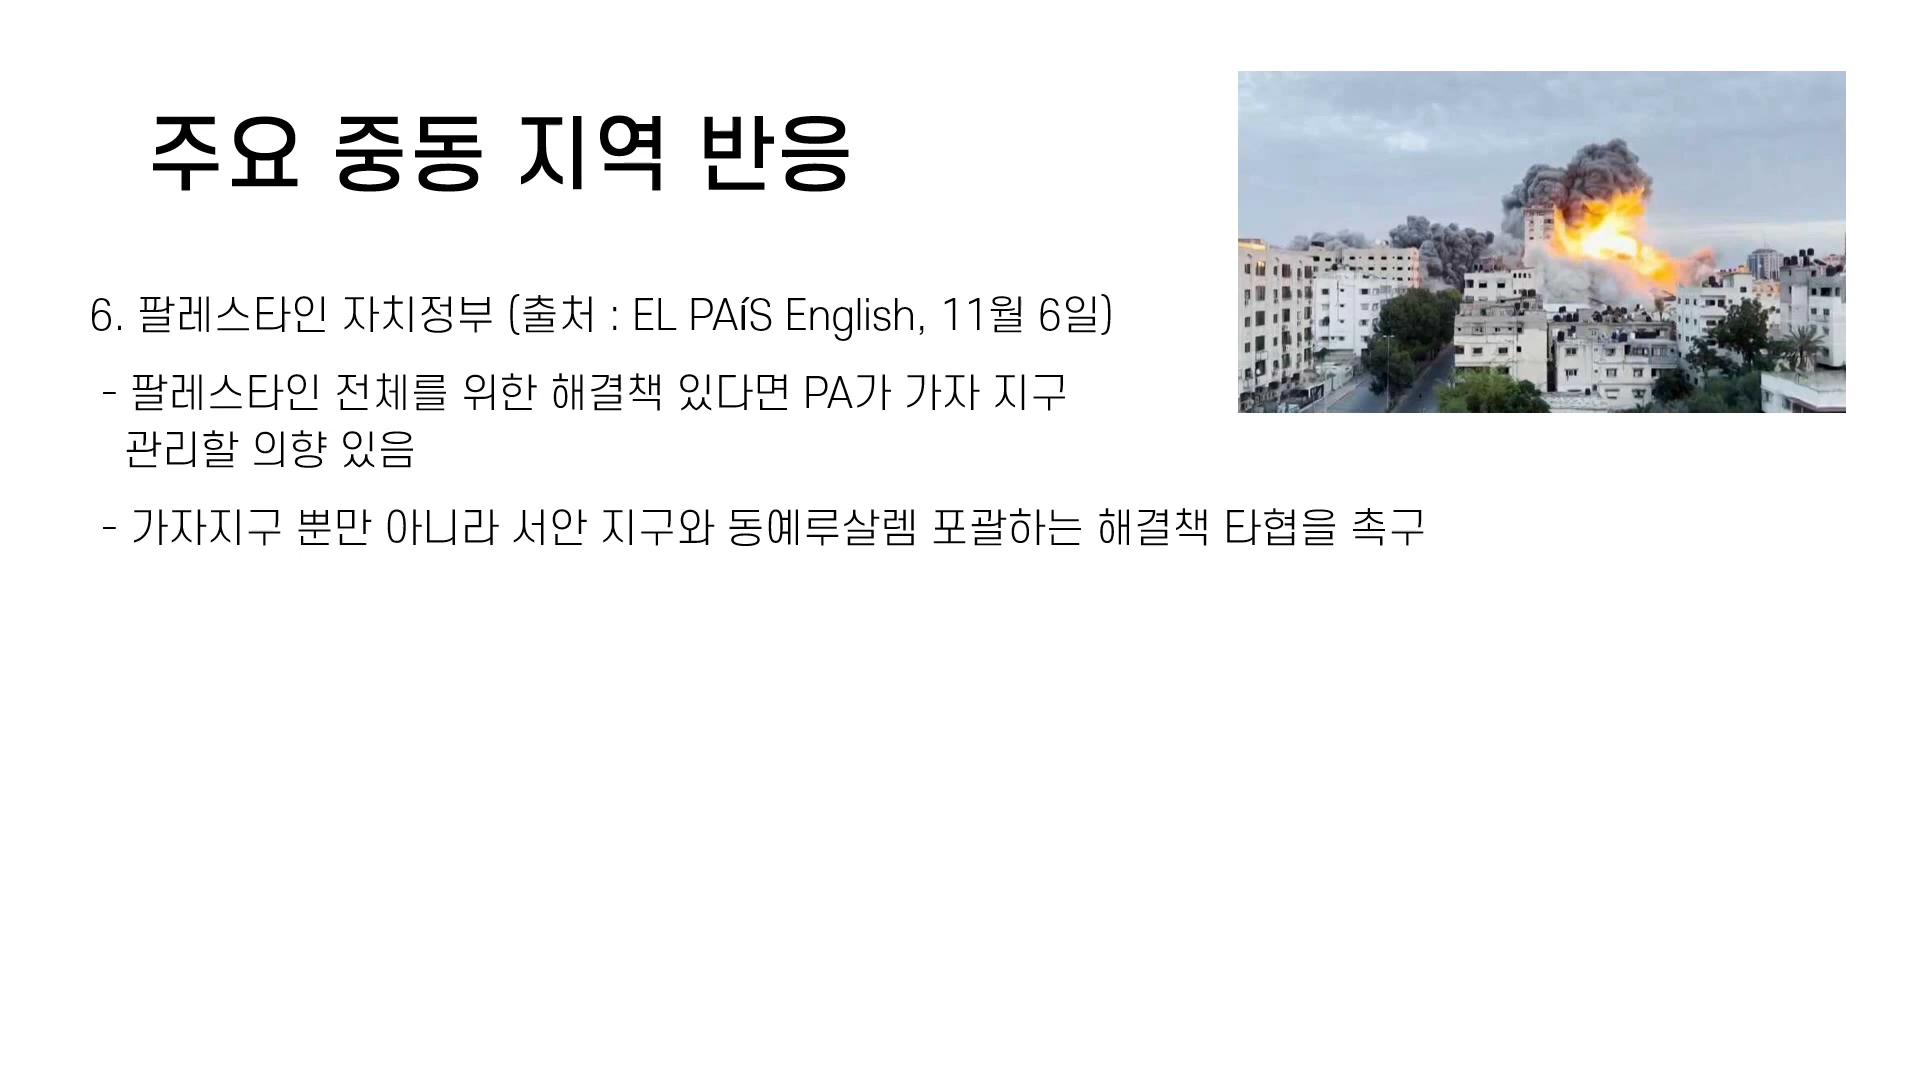 주요 중동 지역 반응
6. 팔레스타인 자치정부 (출처 : EL PAíS English, 11월 6일)
- 팔레스타인 전체를 위한 해결책 있다면 PA가 가자 지구
관리할 의향 있음
- 가자지구 뿐만 아니라 서안 지구와 동예루살렘 포괄하는 해결책 타협을 촉구